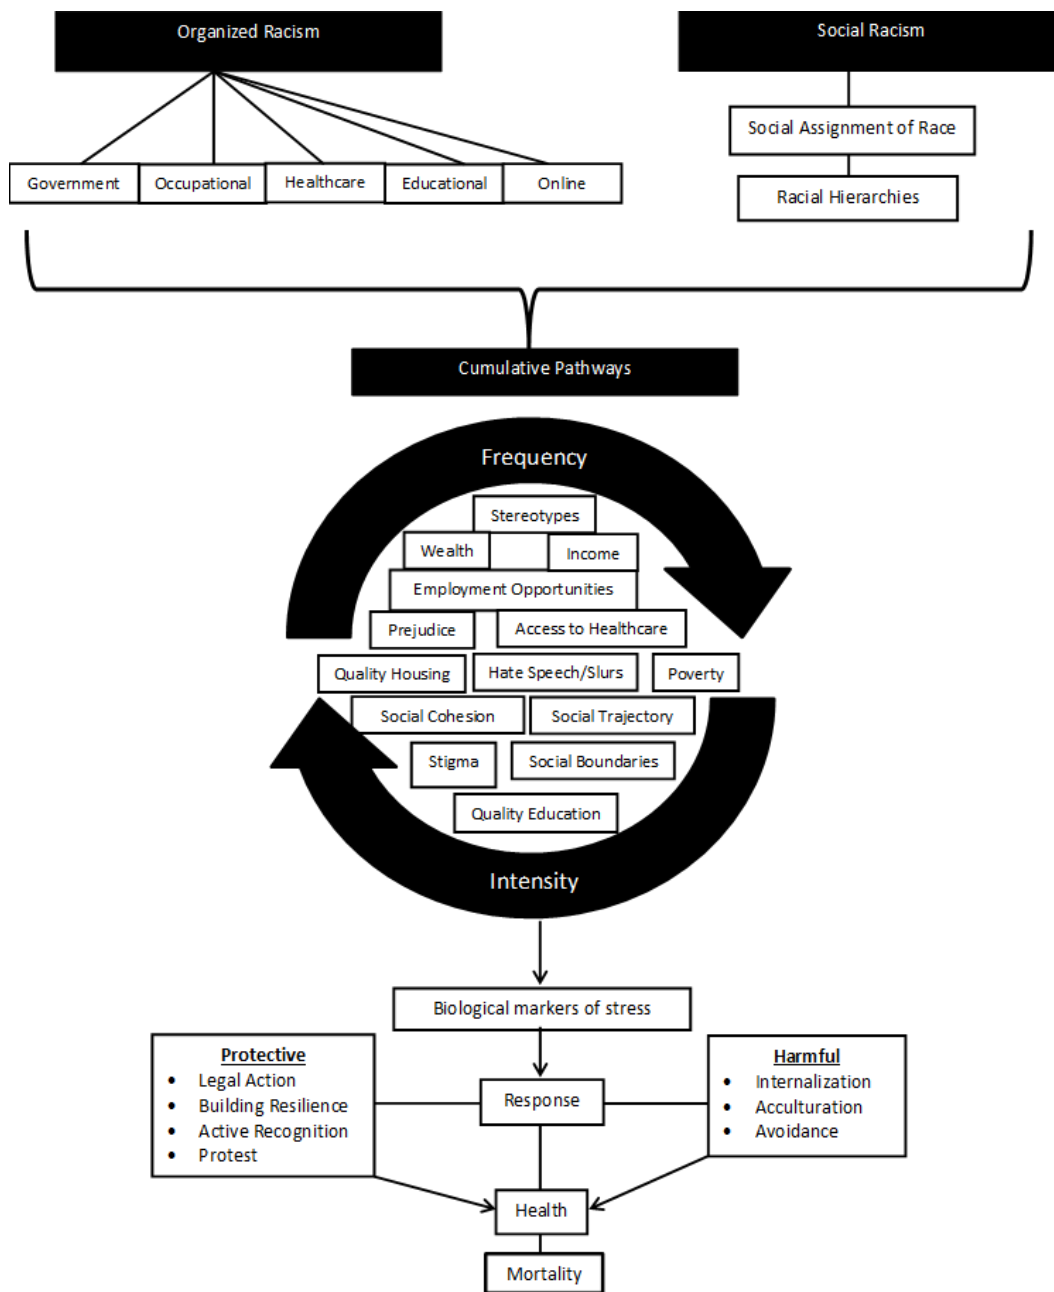 Organized Racism
Social Racism
Social Assignment of Race
Government
Occupational
Healthcare
Educational
Online
Racial Hierarchies
Cumulative Pathways
Frequency
Stereotypes
Wealth
Income
Employment Opportunities
Prejudice
Access to Healthcare
Quality Housing
Hate Speech/Slurs
Poverty
Social Cohesion
Social Trajectory
Stigma
Social Boundaries
Quality Education
Intensity
Biological markers of stress
Protective
• Legal Action
• Building Resilience
• Active Recognition
• Protest
Response
Harmful
• Internalization
• Acculturation
• Avoidance
Health
Mortality